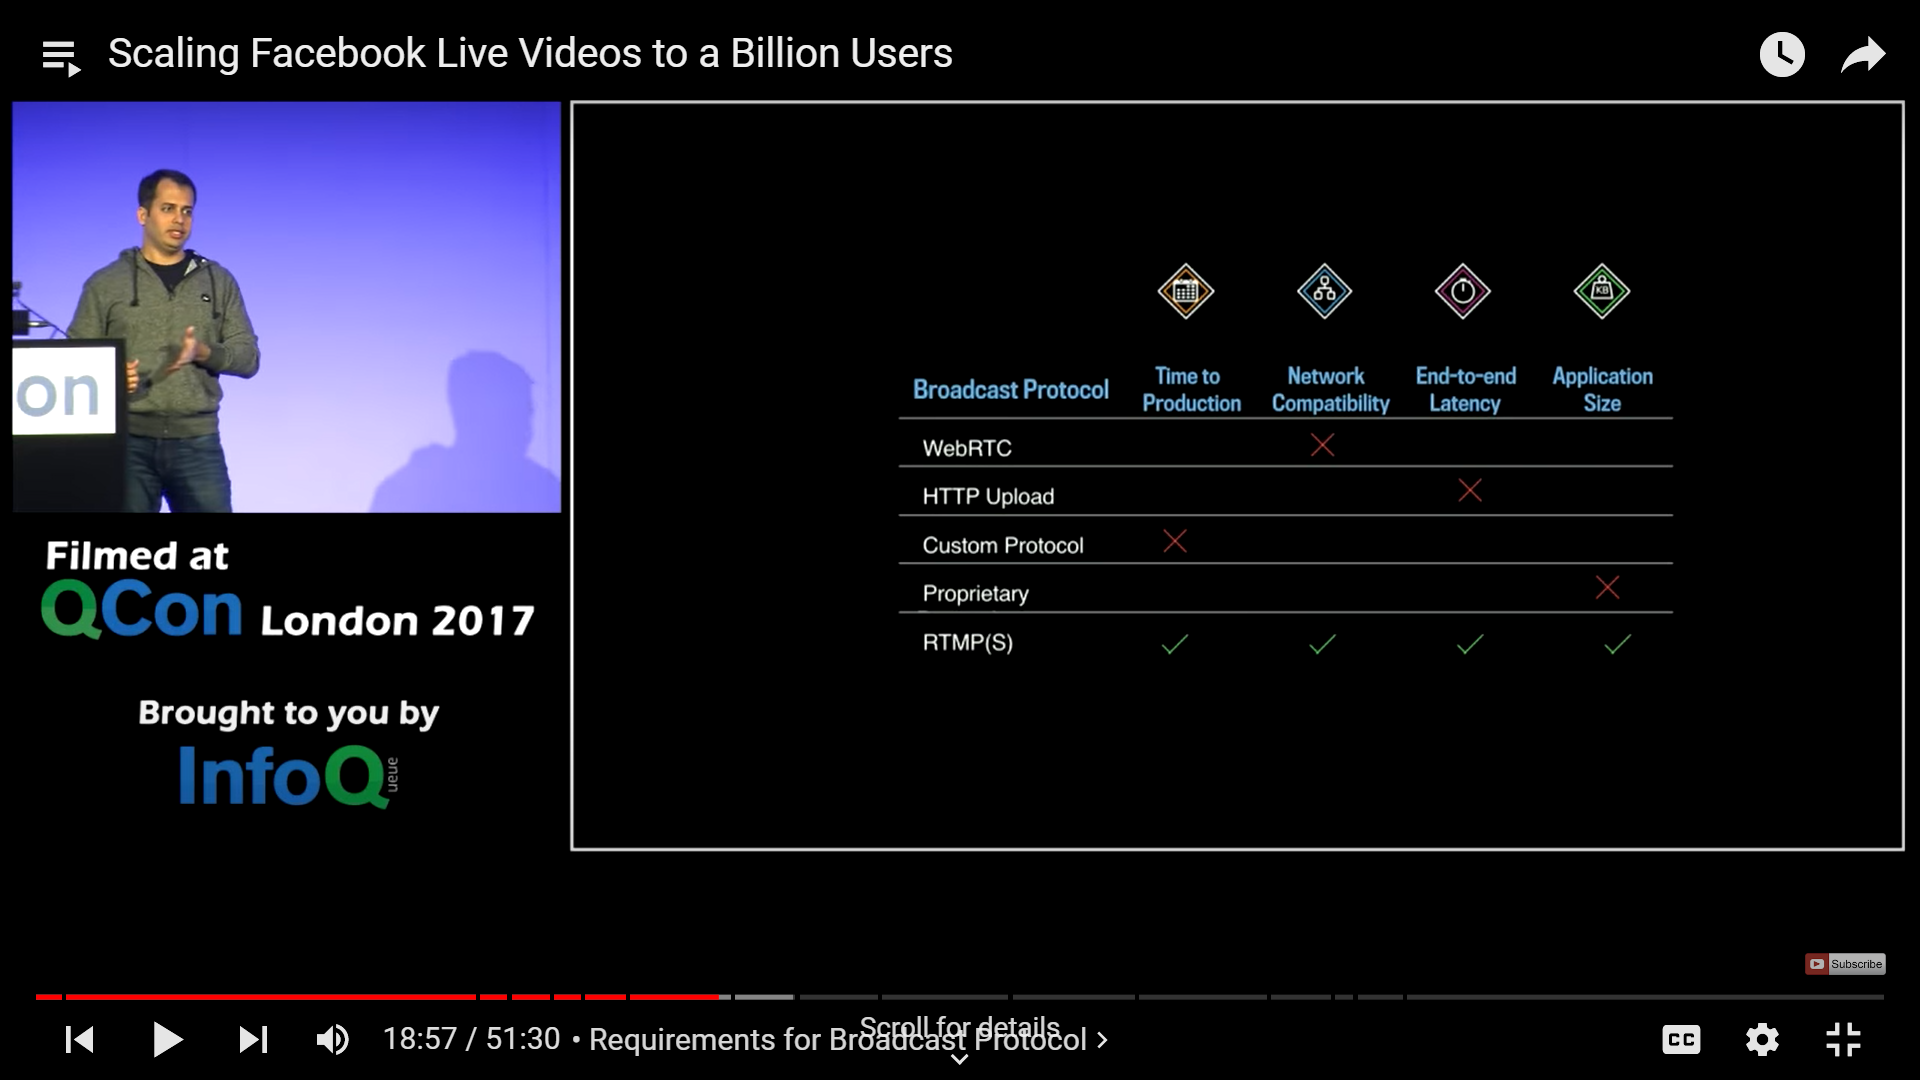 Scaling Facebook Live Videos to a Billion Users
on
Filmed at
QCon London 2017
Brought to you by
InfoQ
ueue
KB
Broadcast Protocol
Time to
Production
Network
Compatibility
End-to-end
Latency
Application
Size
WebRTC
HTTP Upload
Custom Protocol
Proprietary
RTMP(S)
Subscribe
18:57 / 51:30 • Requirements for Broadcast Protocol
Scroll for details
CC